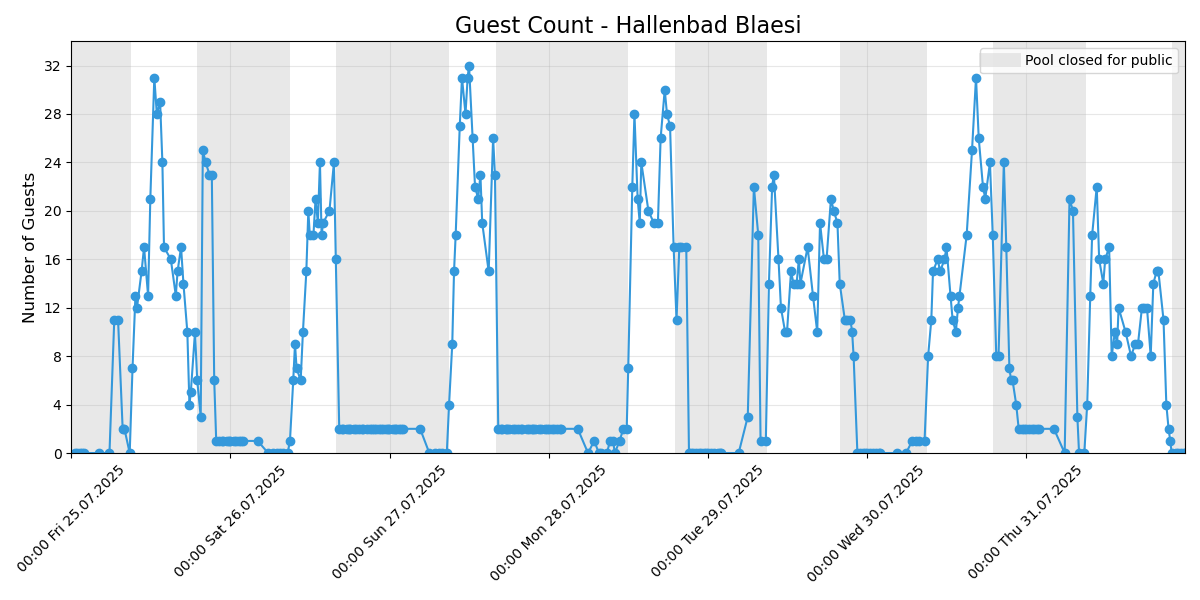 Guest Count - Hallenbad Blaesi
Pool closed for public
Number of Guests
32
28
24
20
16
12
8
4
0
00:00 Fri 25.07.2025
00:00 Sat 26.07.2025
00:00 Sun 27.07.2025
00:00 Mon 28.07.2025
00:00 Tue 29.07.2025
00:00 Wed 30.07.2025
00:00 Thu 31.07.2025